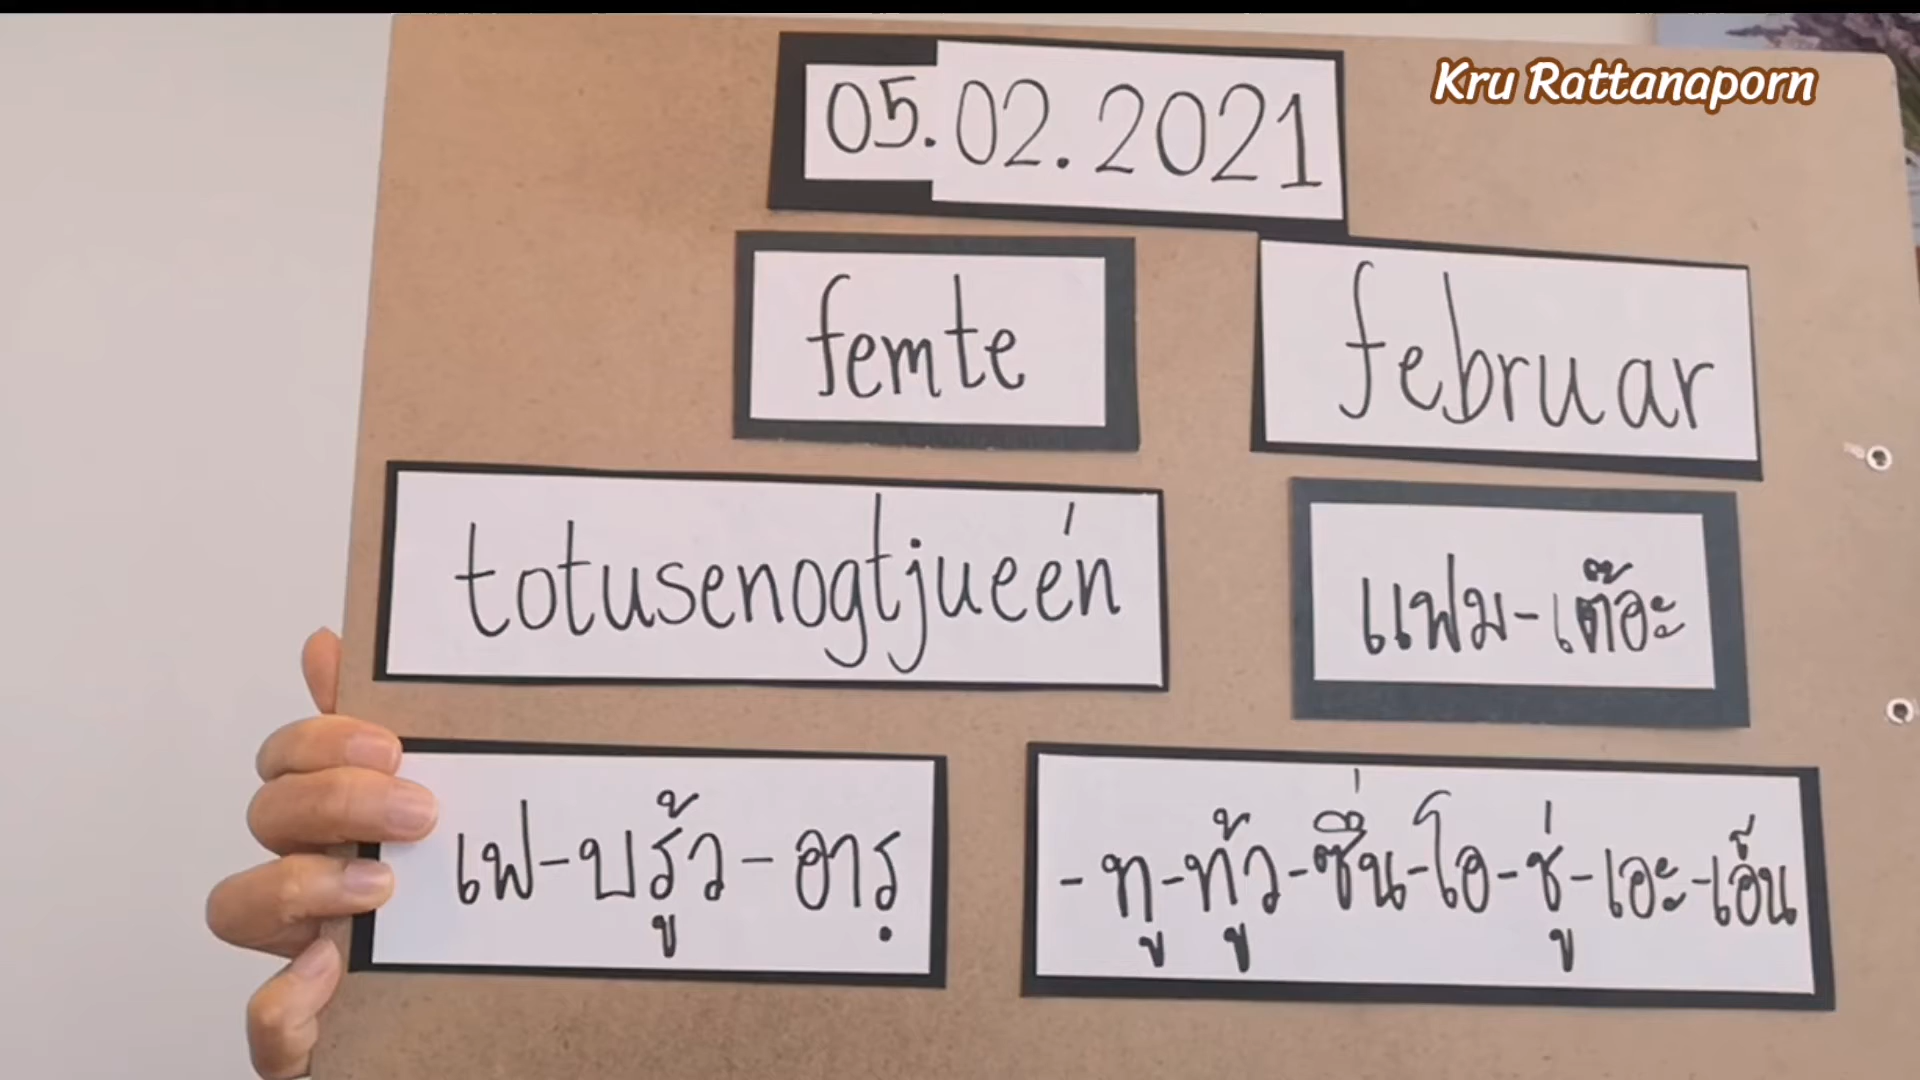 Kru Rattanaporn
05.02.2021
femte
februar
totusenogtjueén
แฟม-เต๊อะ
เฟ-บรู้ว-อารฺ
-ทู-ทู้ว-ซึ่น-โอ-ชู่-เอะ-เอ็้น